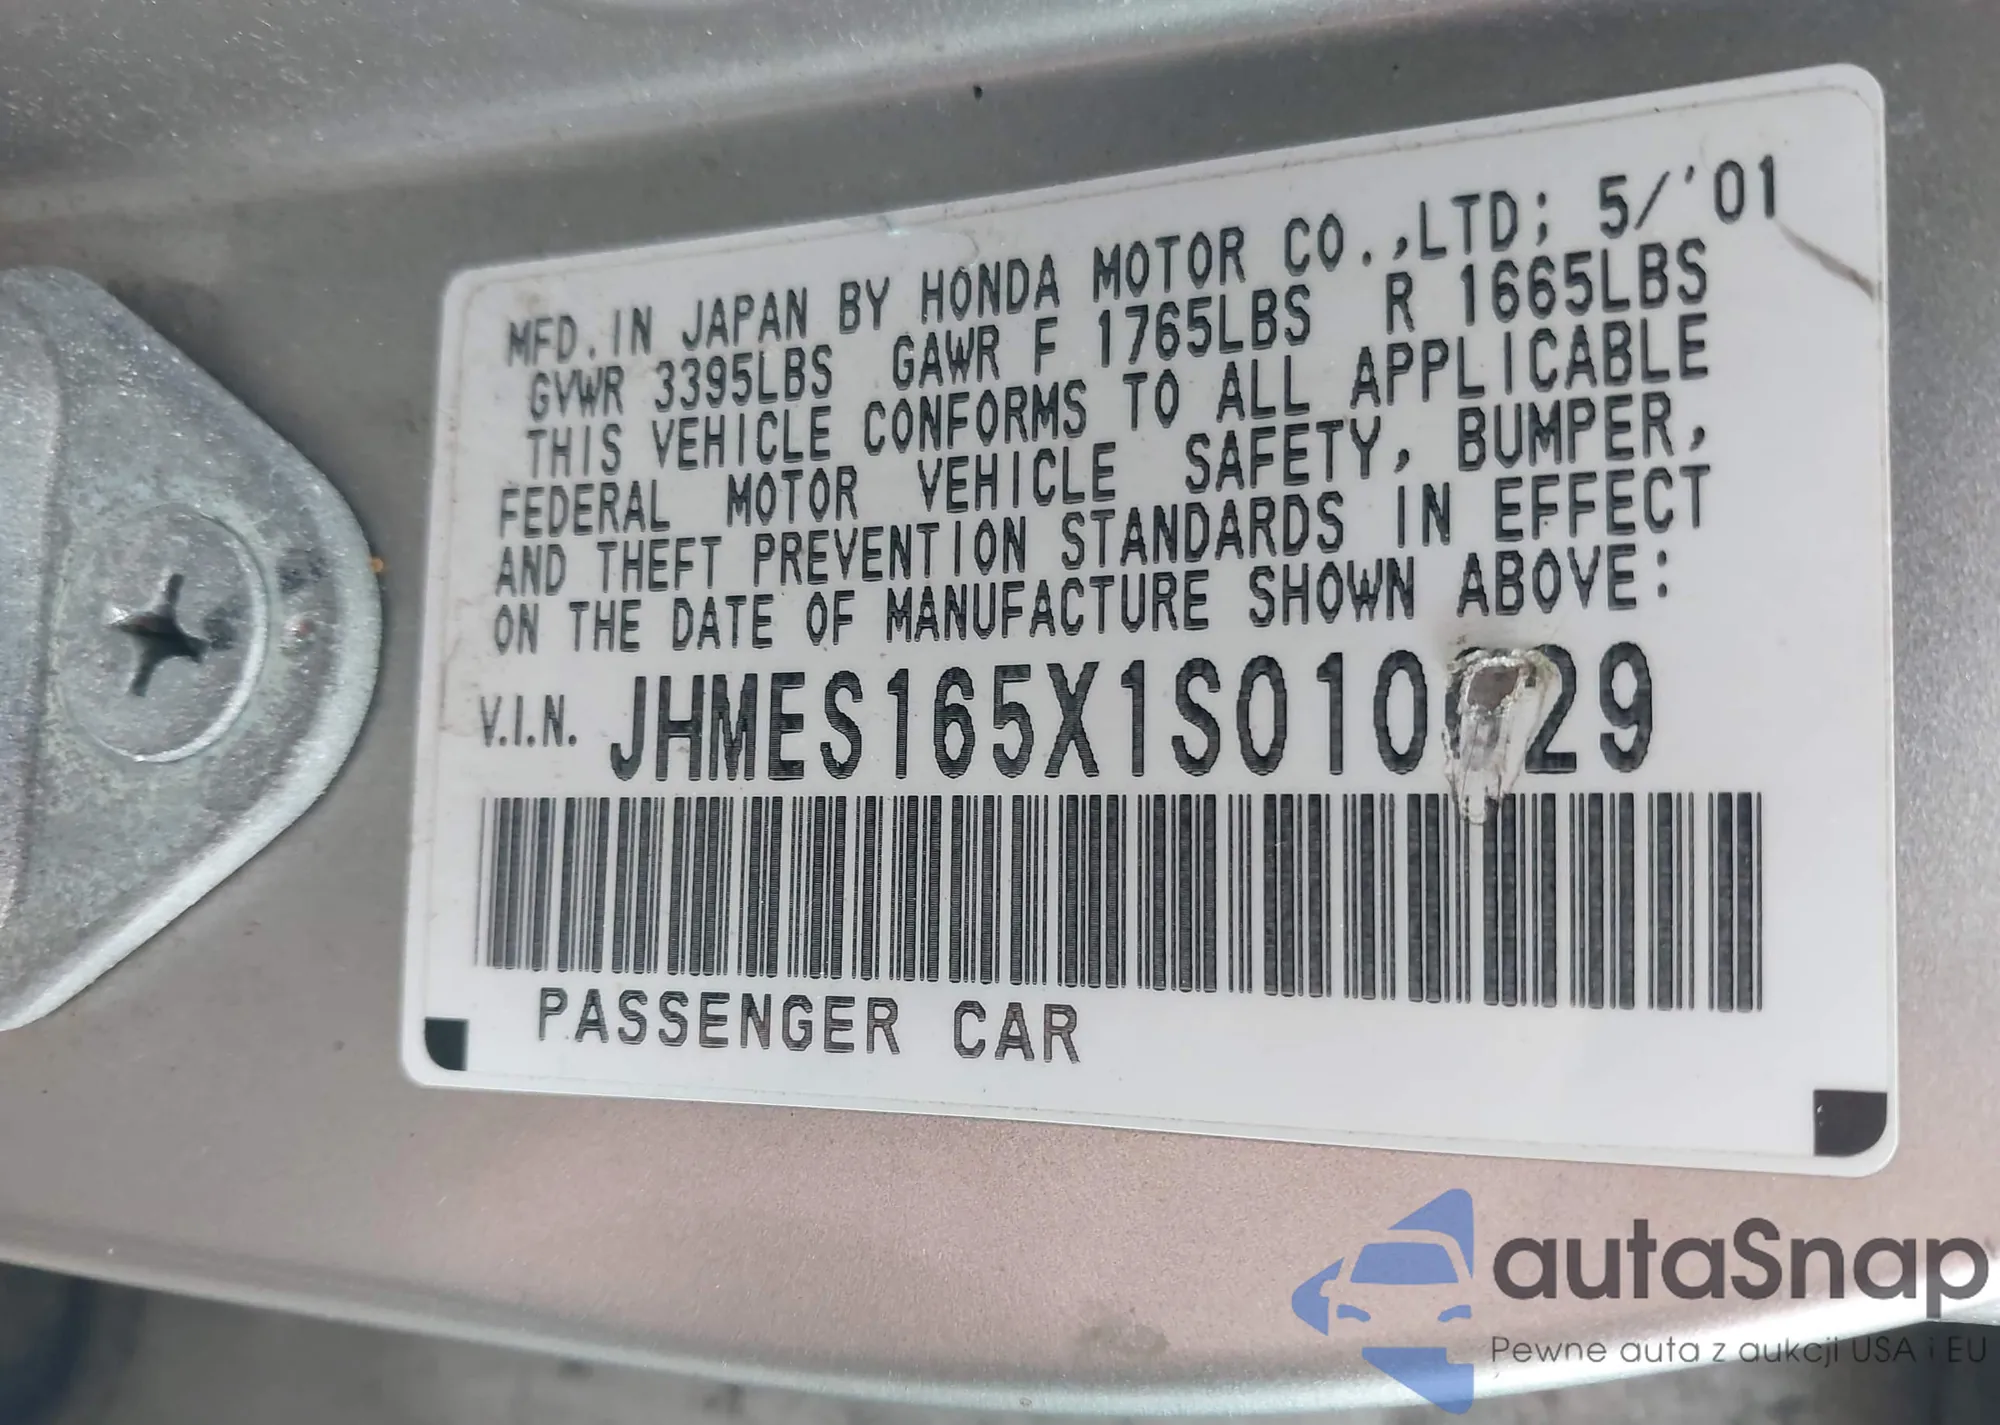 MFD. IN JAPAN BY HONDA MOTOR CO.,LTD; 5/'01
GVWR 3395LBS GAWR F 1765LBS R 1665LBS
THIS VEHICLE CONFORMS TO ALL APPLICABLE
FEDERAL MOTOR VEHICLE SAFETY, BUMPER,
AND THEFT PREVENTION STANDARDS IN EFFECT
ON THE DATE OF MANUFACTURE SHOWN ABOVE:
V.I.N.
PASSENGER CAR
autaSnap
Pewne auta z aukcji USA i EU